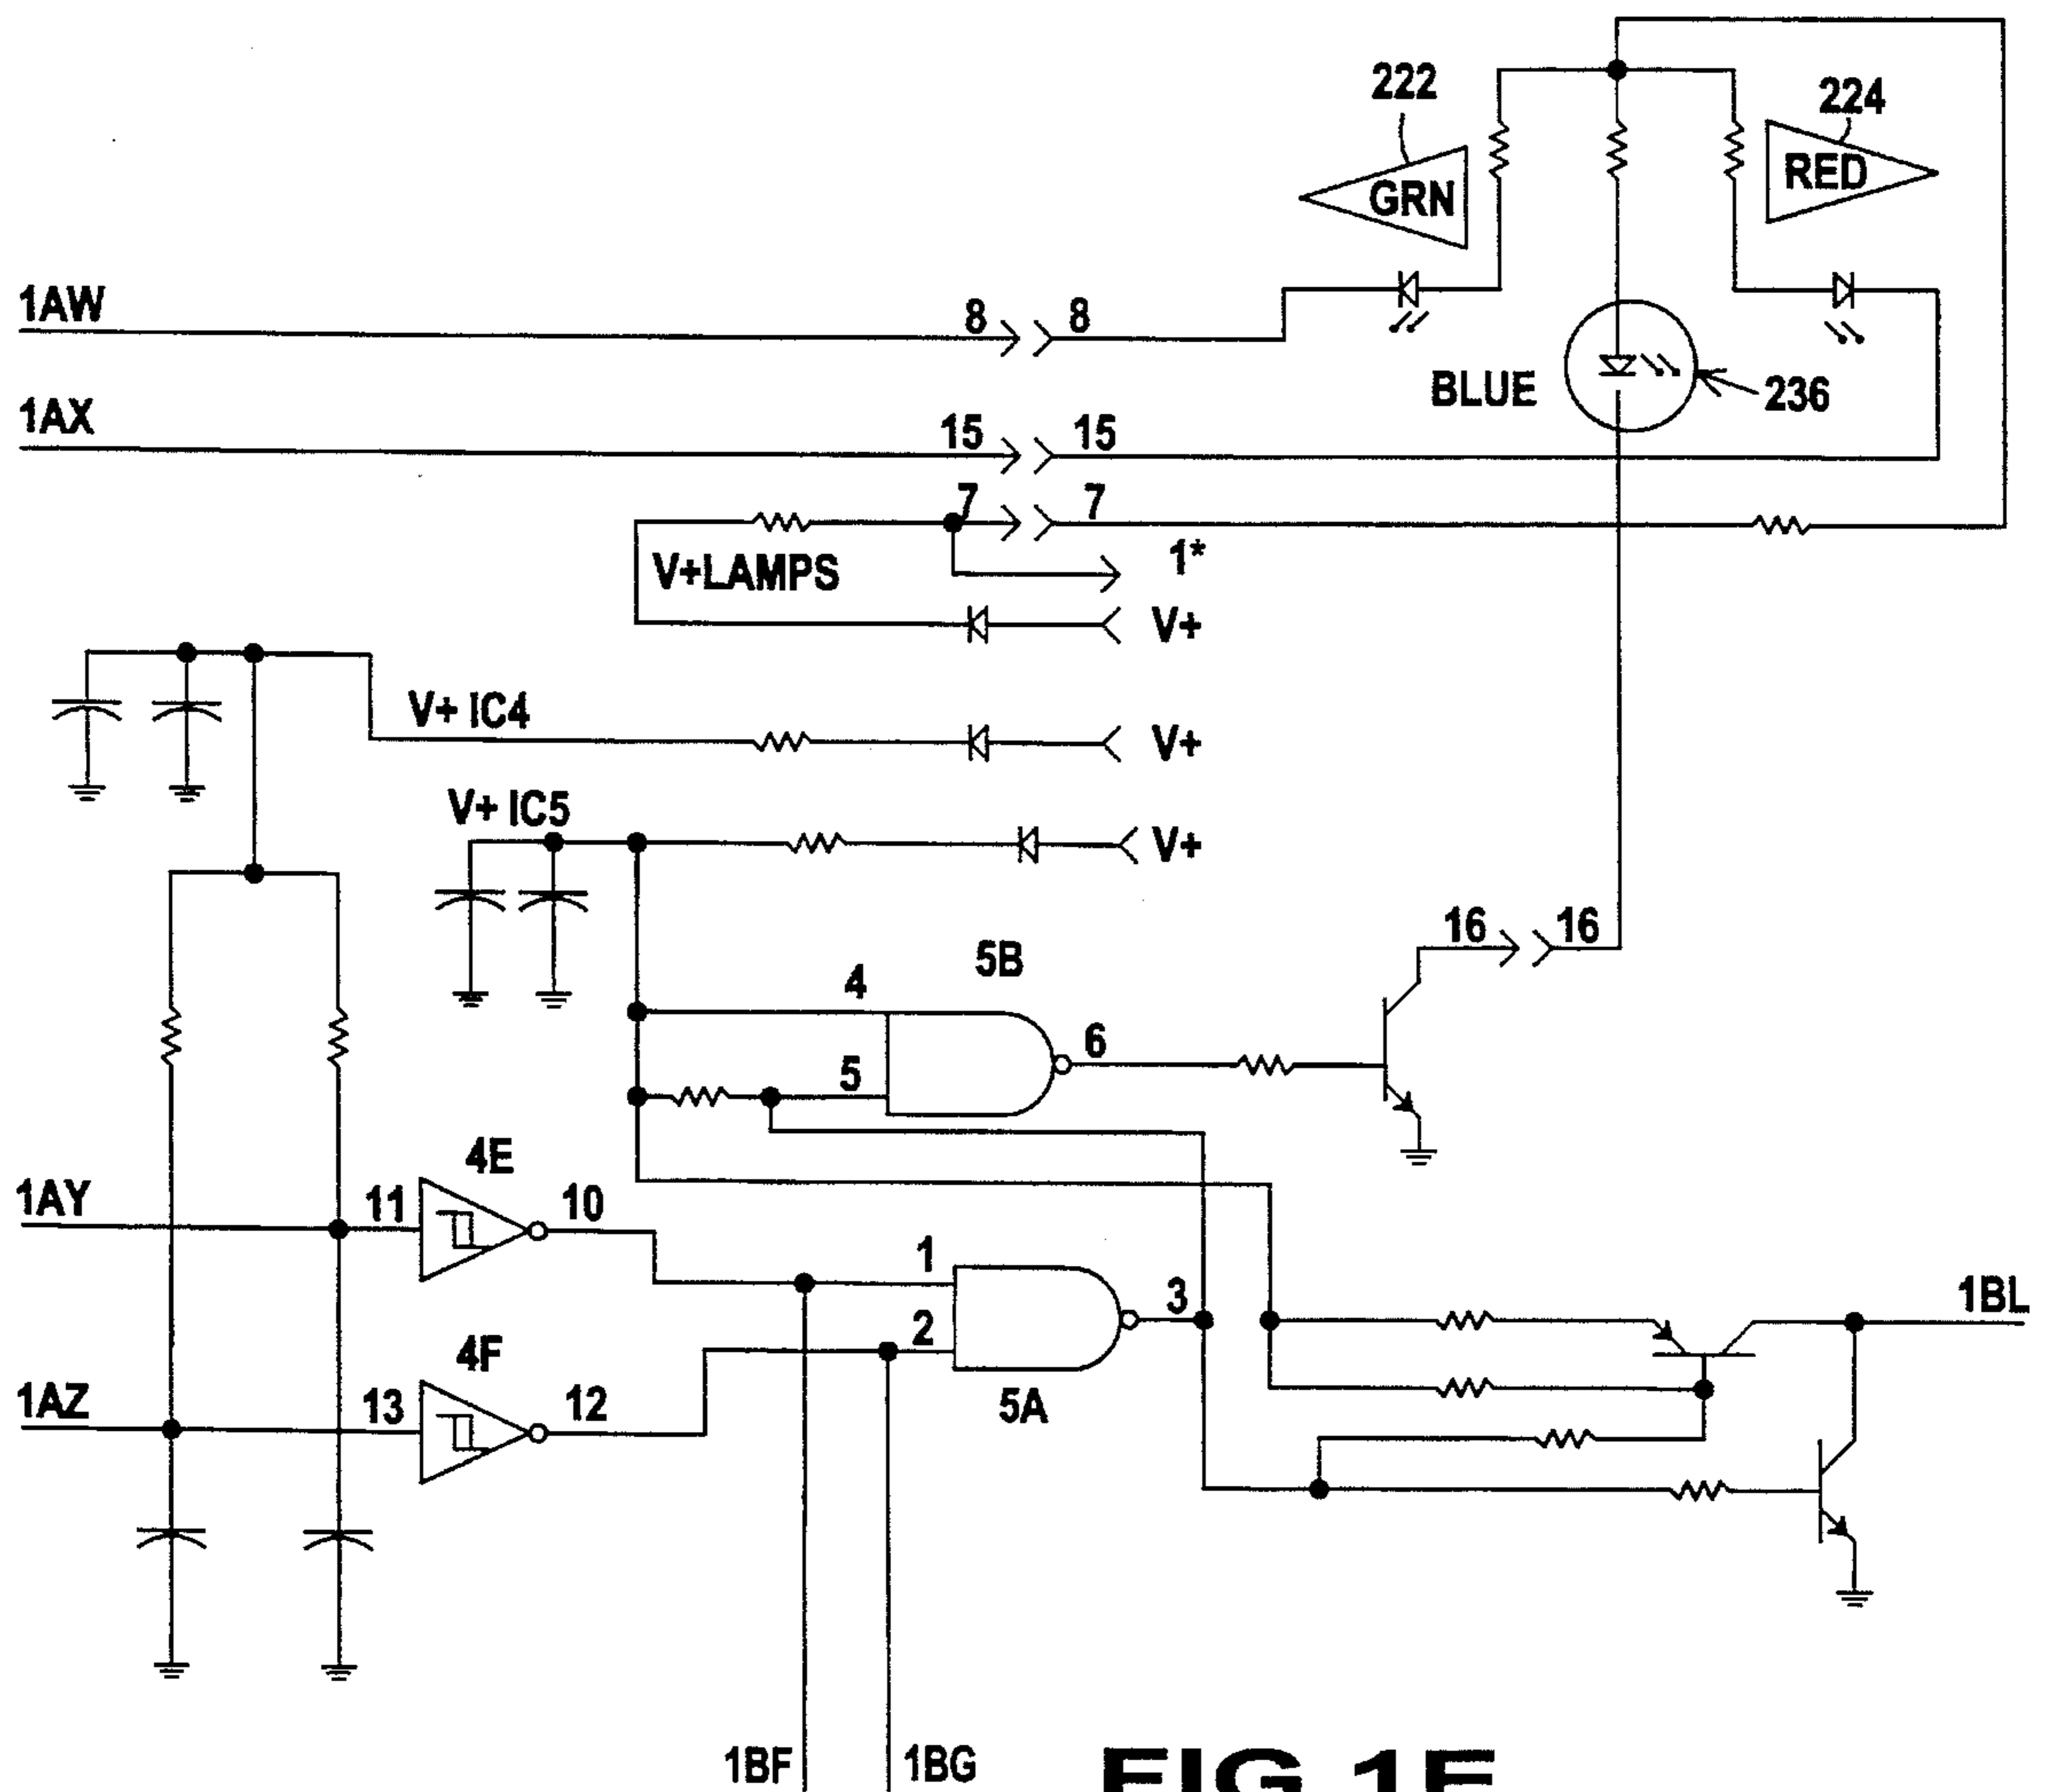 222
224
GRN
RED
1AW
8 8
BLUE
236
1AX
15 15
7 7
V+LAMPS
1*
V+
V+ IC4
V+
V+ IC5
V+
16 16
5B
4
6
5
4E
1AY
11
10
1
3
1BL
2
4F
5A
1AZ
13
12
1BF
1BG